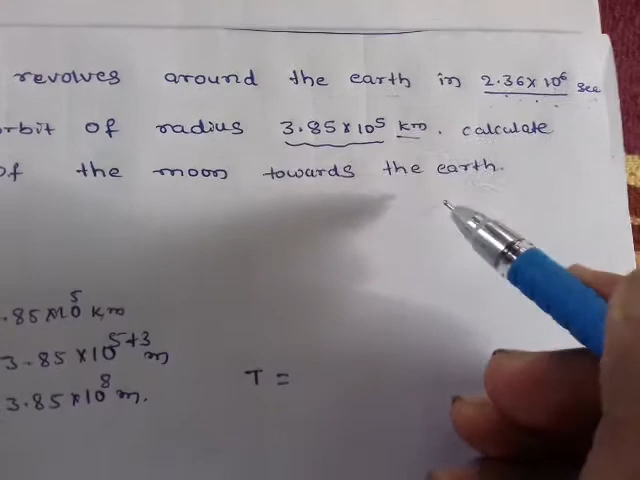 revolves around the earth in 2.36×10⁶ sec
orbit of radius 3.85×10⁵ km. calculate
of the moon towards the earth.
.85×10⁵ km
3.85×10⁵⁺³ m
3.85×10⁸ m.
T =